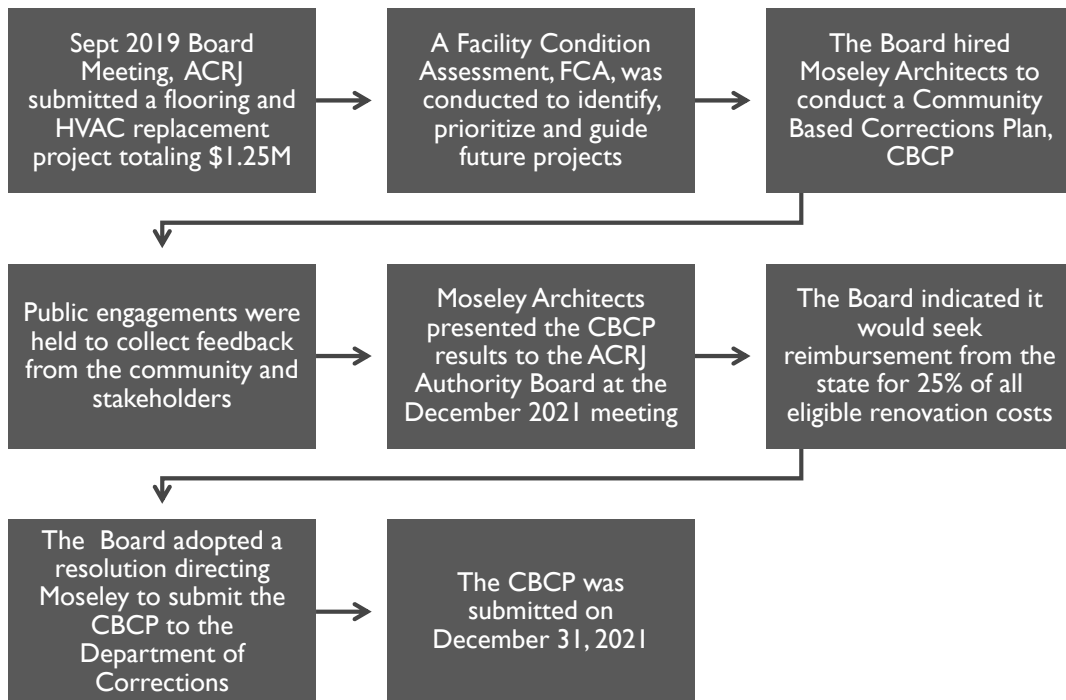 Sept 2019 Board
Meeting, ACRJ
submitted a flooring and
HVAC replacement
project totaling $1.25M
A Facility Condition
Assessment, FCA, was
conducted to identify,
prioritize and guide
future projects
The Board hired
Moseley Architects to
conduct a Community
Based Corrections Plan,
CBCP
Public engagements were
held to collect feedback
from the community and
stakeholders
Moseley Architects
presented the CBCP
results to the ACRJ
Authority Board at the
December 2021 meeting
The Board indicated it
would seek
reimbursement from the
state for 25% of all
eligible renovation costs
The  Board adopted a
resolution directing
Moseley to submit the
CBCP to the
Department of
Corrections
The CBCP was
submitted on
December 31, 2021